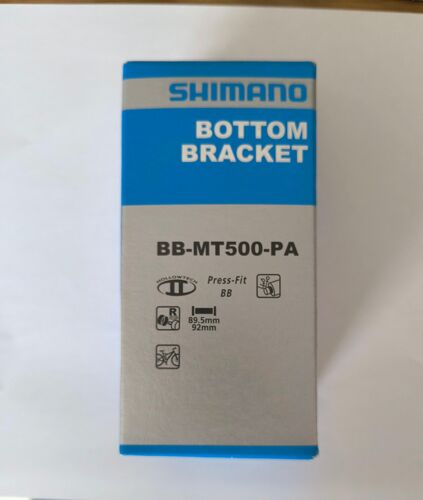 SHIMANO
BOTTOM
BRACKET
BB-MT500-PA
HOLLOWTECH
II
Press-Fit
BB
R
89.5mm
92mm